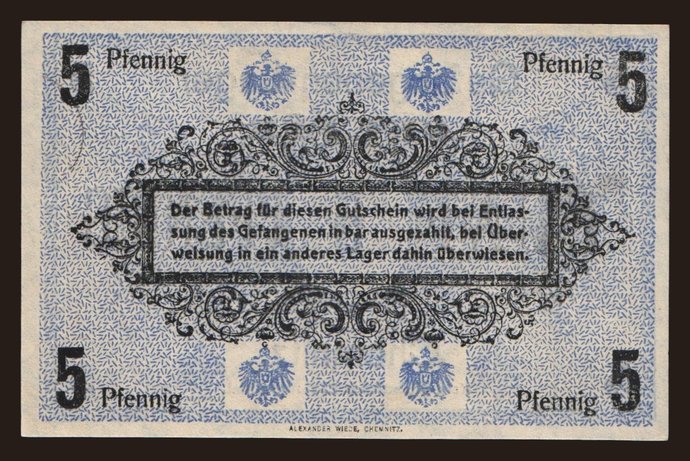 5 Pfennig Pfennig 5
Der Betrag für diesen Gutschein wird bei Entlas-
sung des Gefangenen in bar ausgezahlt, bei Über-
weisung in ein anderes Lager dahin überwiesen.
5 Pfennig Pfennig 5
ALEXANDER WIEDE, CHEMNITZ.